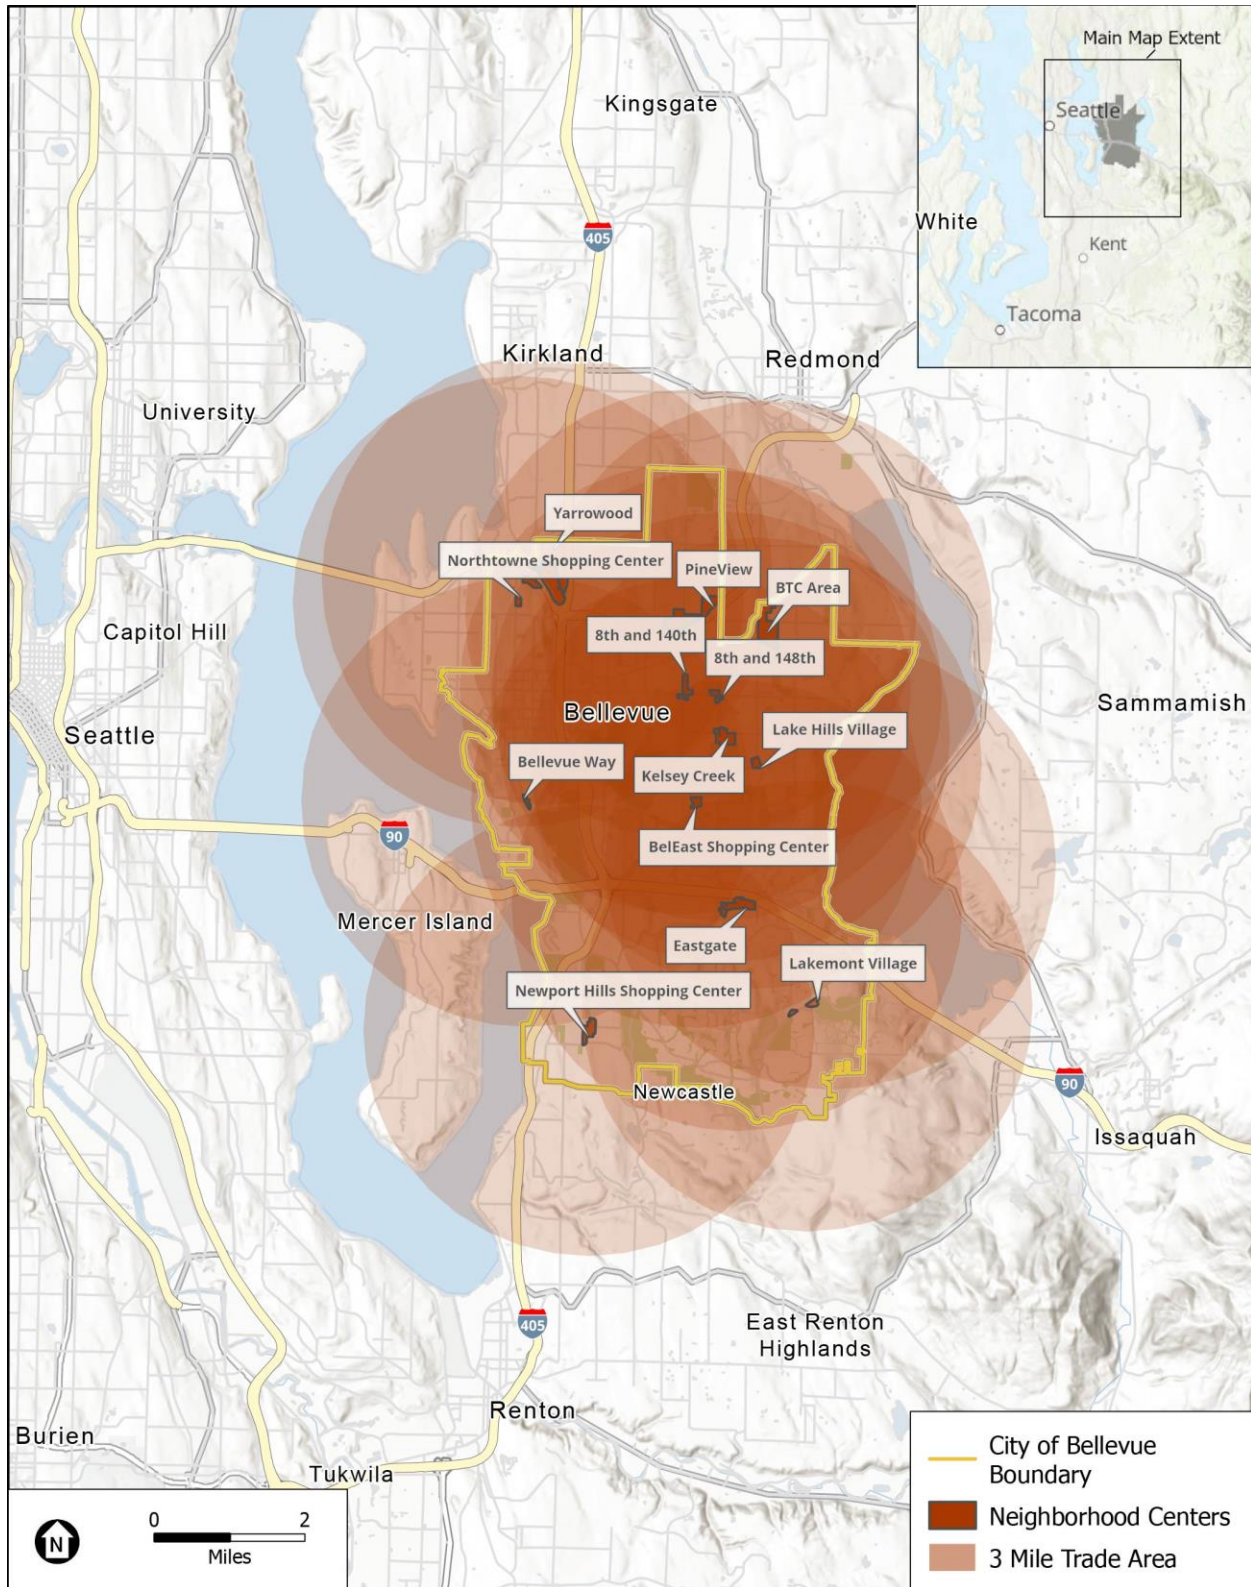 Main Map Extent
Kingsgate
Seattle
405
White
Kent
Tacoma
Kirkland
Redmond
University
Yarrowood
Northtowne Shopping Center
PineView
BTC Area
Capitol Hill
8th and 140th
8th and 148th
Sammamish
Bellevue
Seattle
Lake Hills Village
Bellevue Way
Kelsey Creek
90
BelEast Shopping Center
Mercer Island
Eastgate
Lakemont Village
Newport Hills Shopping Center
Newcastle
90
Issaquah
405
East Renton
Highlands
Renton
Burien
Tukwila
City of Bellevue
Boundary
Neighborhood Centers
3 Mile Trade Area
N
0 2
Miles